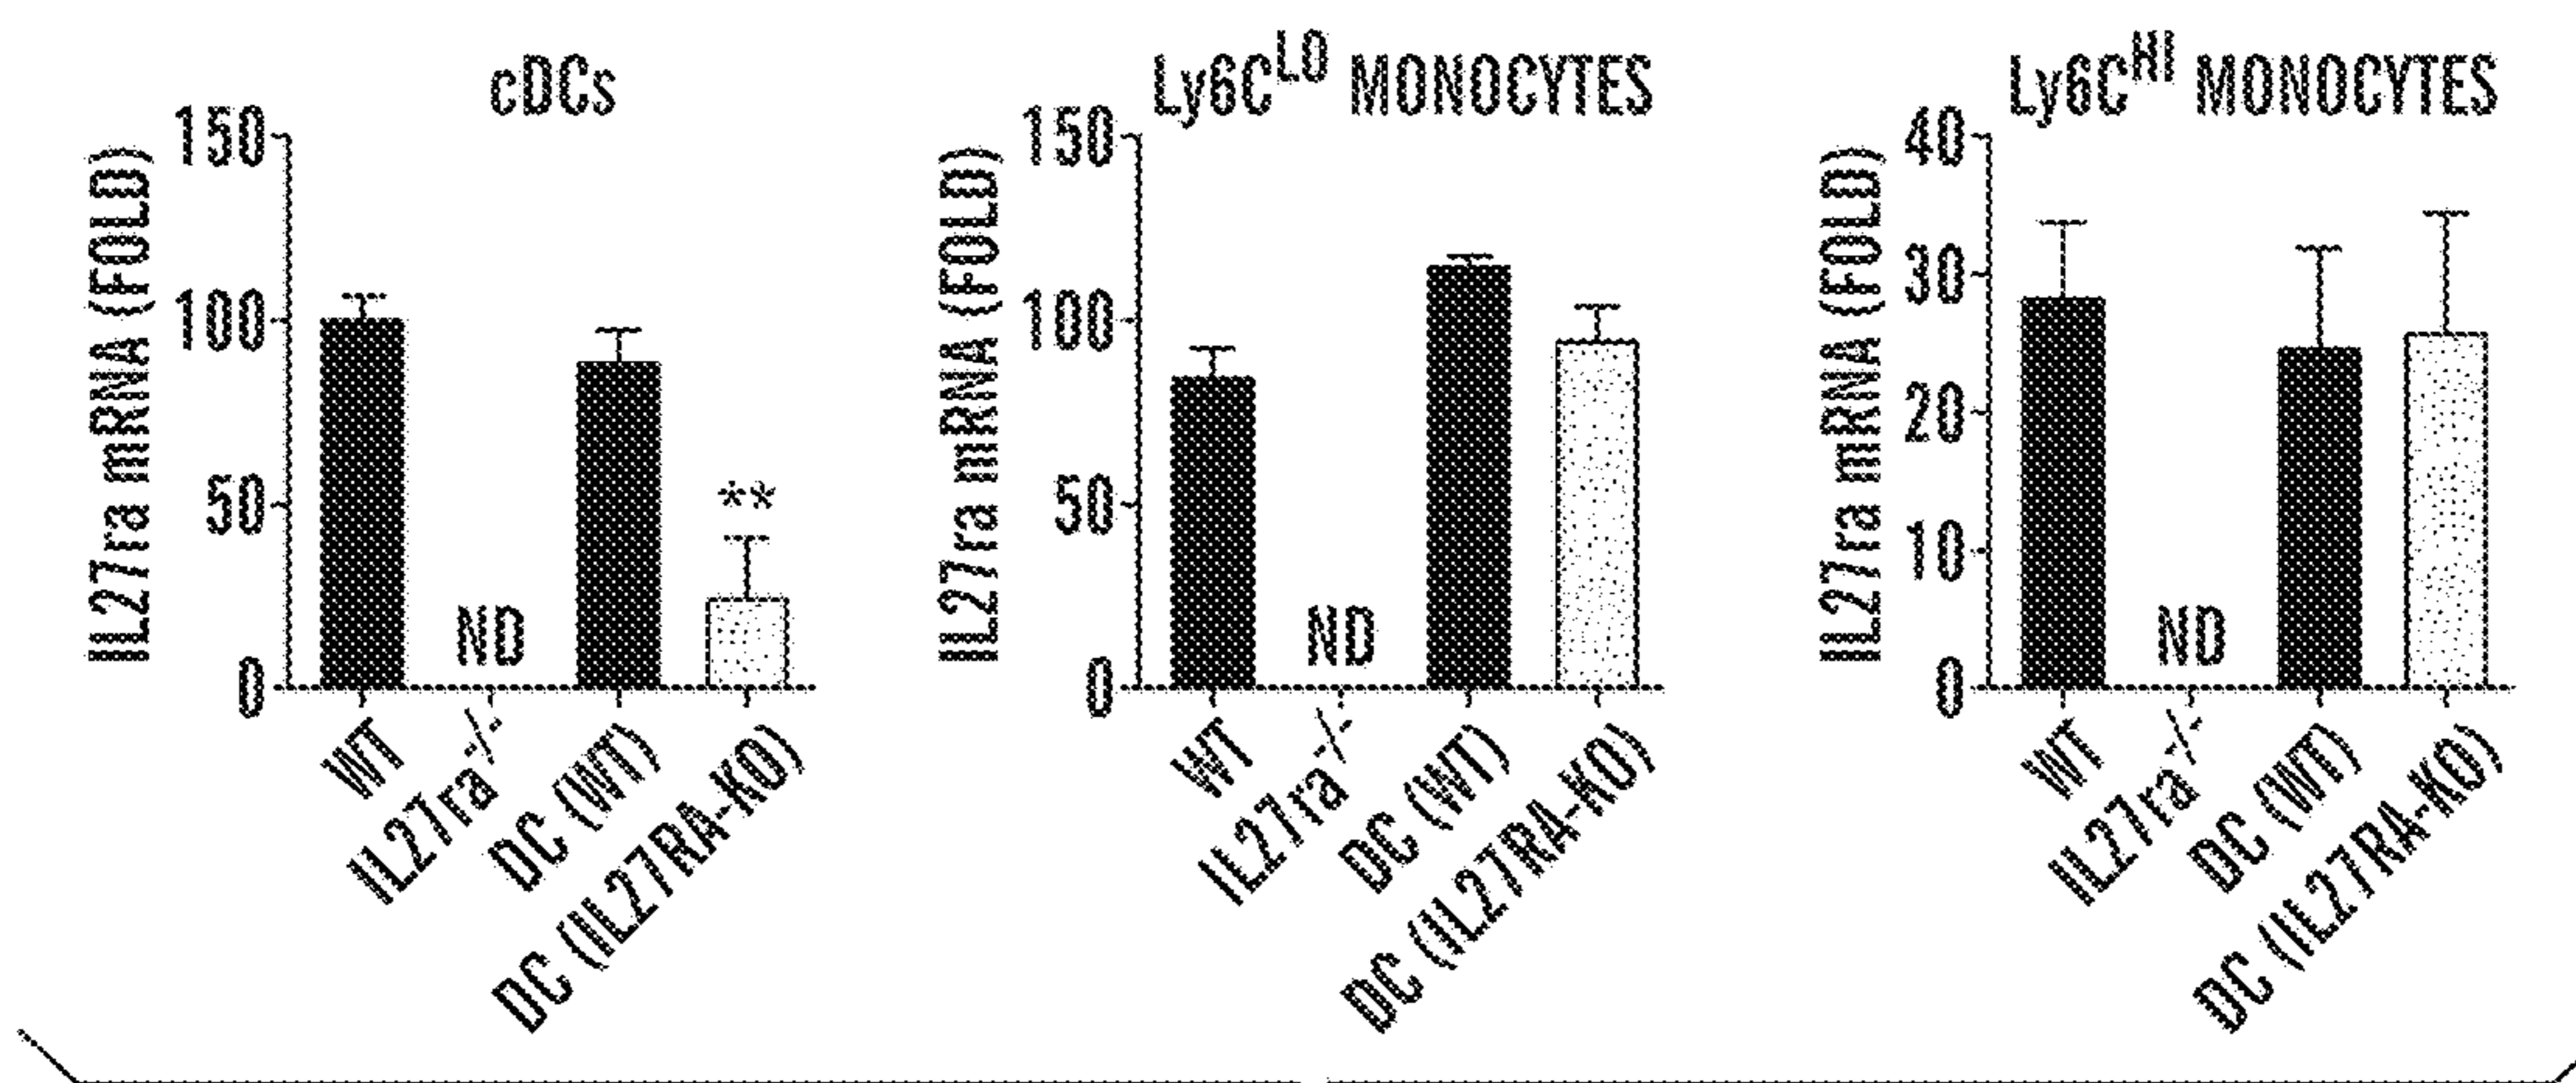 cDCs
IL27ra mRNA (FOLD)
150
100
50
0
**
ND
WT
IL27ra-/-
DC (WT)
DC (IL27RA-KO)
Ly6CLO MONOCYTES
IL27ra mRNA (FOLD)
150
100
50
0
ND
WT
IL27ra-/-
DC (WT)
DC (IL27RA-KO)
Ly6CHI MONOCYTES
IL27ra mRNA (FOLD)
40
30
20
10
0
ND
WT
IL27ra-/-
DC (WT)
DC (IL27RA-KO)